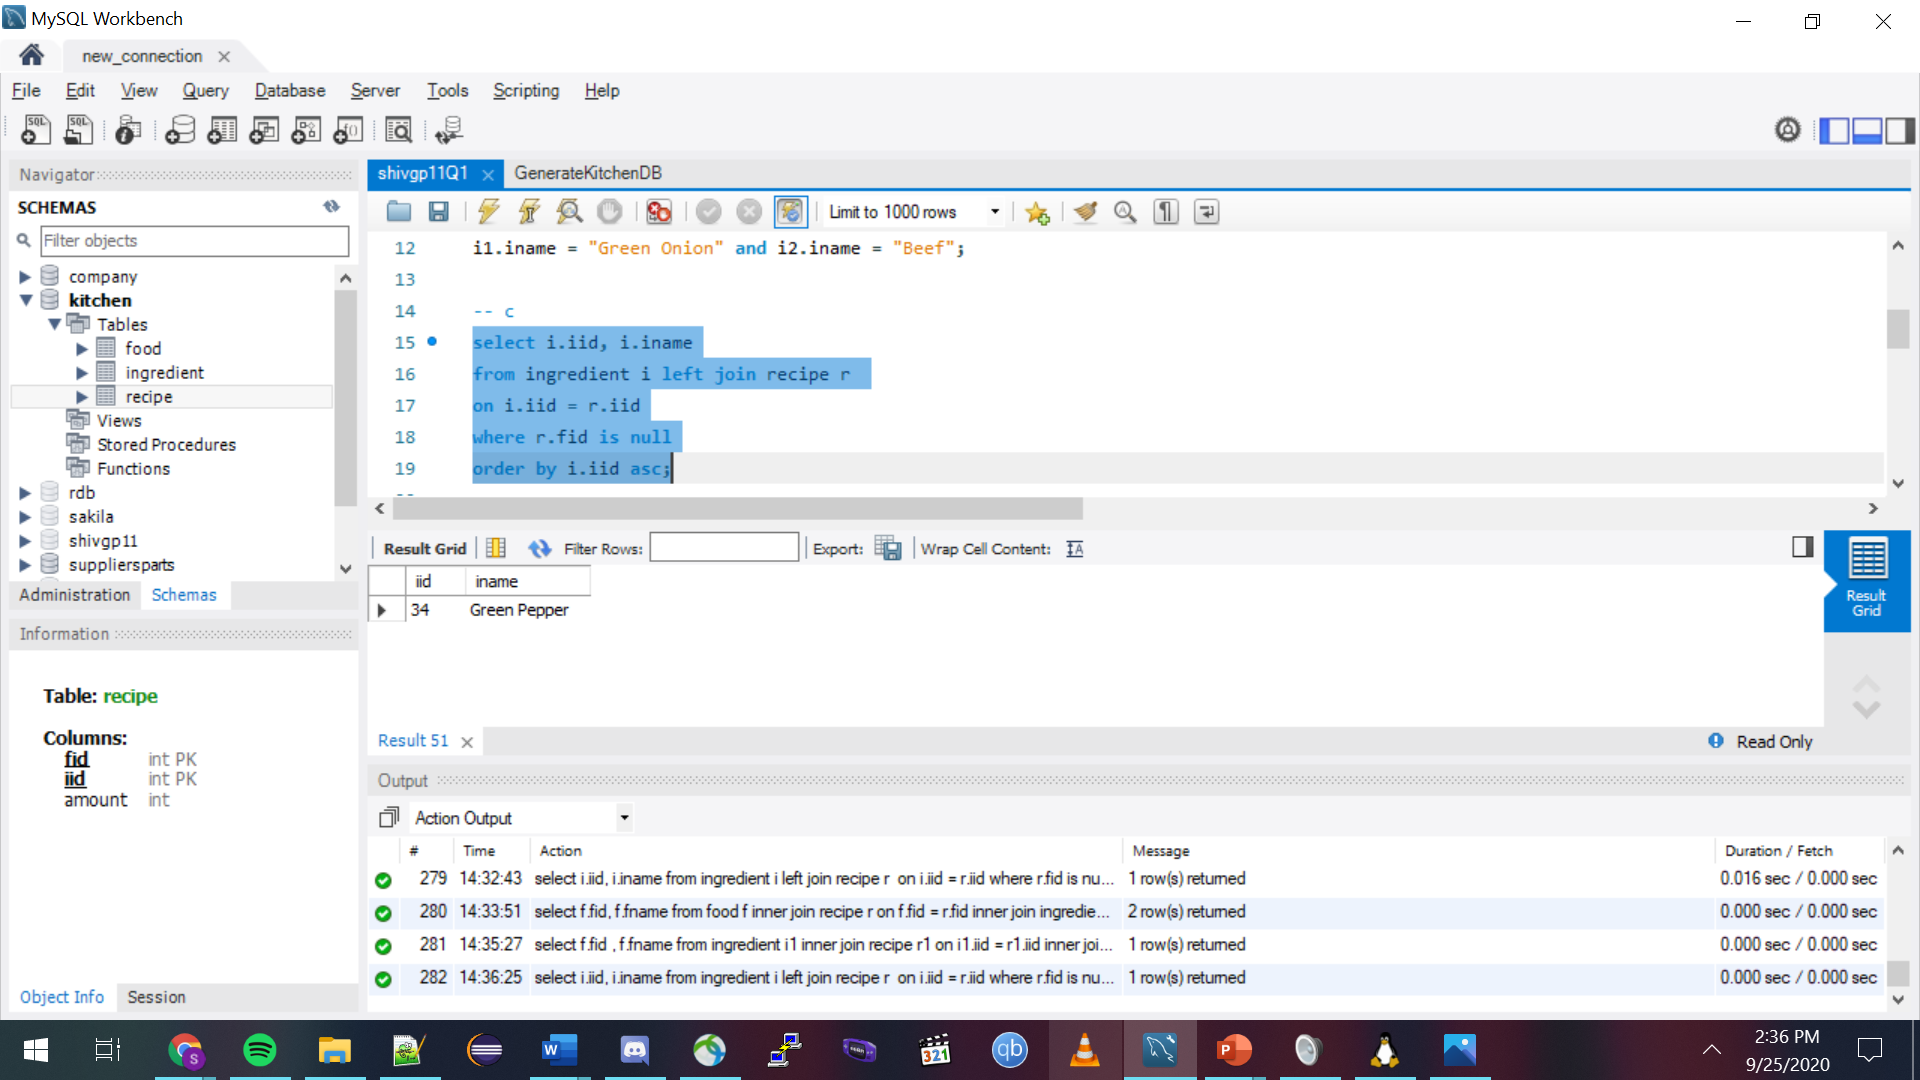 MySQL Workbench
new_connection
File Edit View Query Database Server Tools Scripting Help
Navigator
SCHEMAS
Filter objects
company
kitchen
Tables
food
ingredient
recipe
Views
Stored Procedures
Functions
rdb
sakila
shivgp11
suppliersparts
Administration Schemas
Information
Table: recipe
Columns:
fid int PK
iid int PK
amount int
Object Info Session
shivgp11Q1 GenerateKitchenDB
Limit to 1000 rows
12 i1.iname = "Green Onion" and i2.iname = "Beef";
13
14 -- c
15 select i.iid, i.iname
16 from ingredient i left join recipe r
17 on i.iid = r.iid
18 where r.fid is null
19 order by i.iid asc;
Result Grid Filter Rows: Export: Wrap Cell Content:
iid iname
34 Green Pepper
Result Grid
Result 51
Read Only
Output
Action Output
# Time Action Message Duration / Fetch
279 14:32:43 select i.iid, i.iname from ingredient i left join recipe r on i.iid = r.iid where r.fid is nu... 1 row(s) returned 0.016 sec / 0.000 sec
280 14:33:51 select f.fid, f.fname from food f inner join recipe r on f.fid = r.fid inner join ingredie... 2 row(s) returned 0.000 sec / 0.000 sec
281 14:35:27 select f.fid , f.fname from ingredient i1 inner join recipe r1 on i1.iid = r1.iid inner joi... 1 row(s) returned 0.000 sec / 0.000 sec
282 14:36:25 select i.iid, i.iname from ingredient i left join recipe r on i.iid = r.iid where r.fid is nu... 1 row(s) returned 0.000 sec / 0.000 sec
2:36 PM
9/25/2020